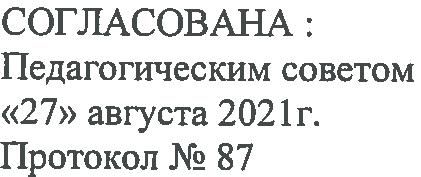 СОГЛАСОВАНА :
Педагогическим советом
«27» августа 2021г.
Протокол № 87